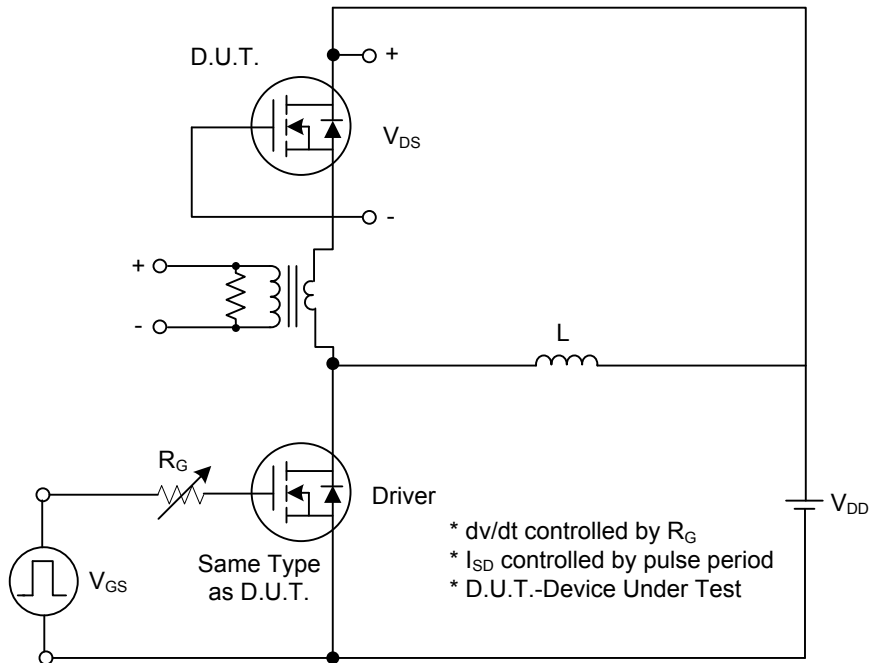 D.U.T.
+
V_DS
-
+
-
L
R_G
Driver
V_DD
V_GS
Same Type
as D.U.T.
* dv/dt controlled by R_G
* I_SD controlled by pulse period
* D.U.T.-Device Under Test